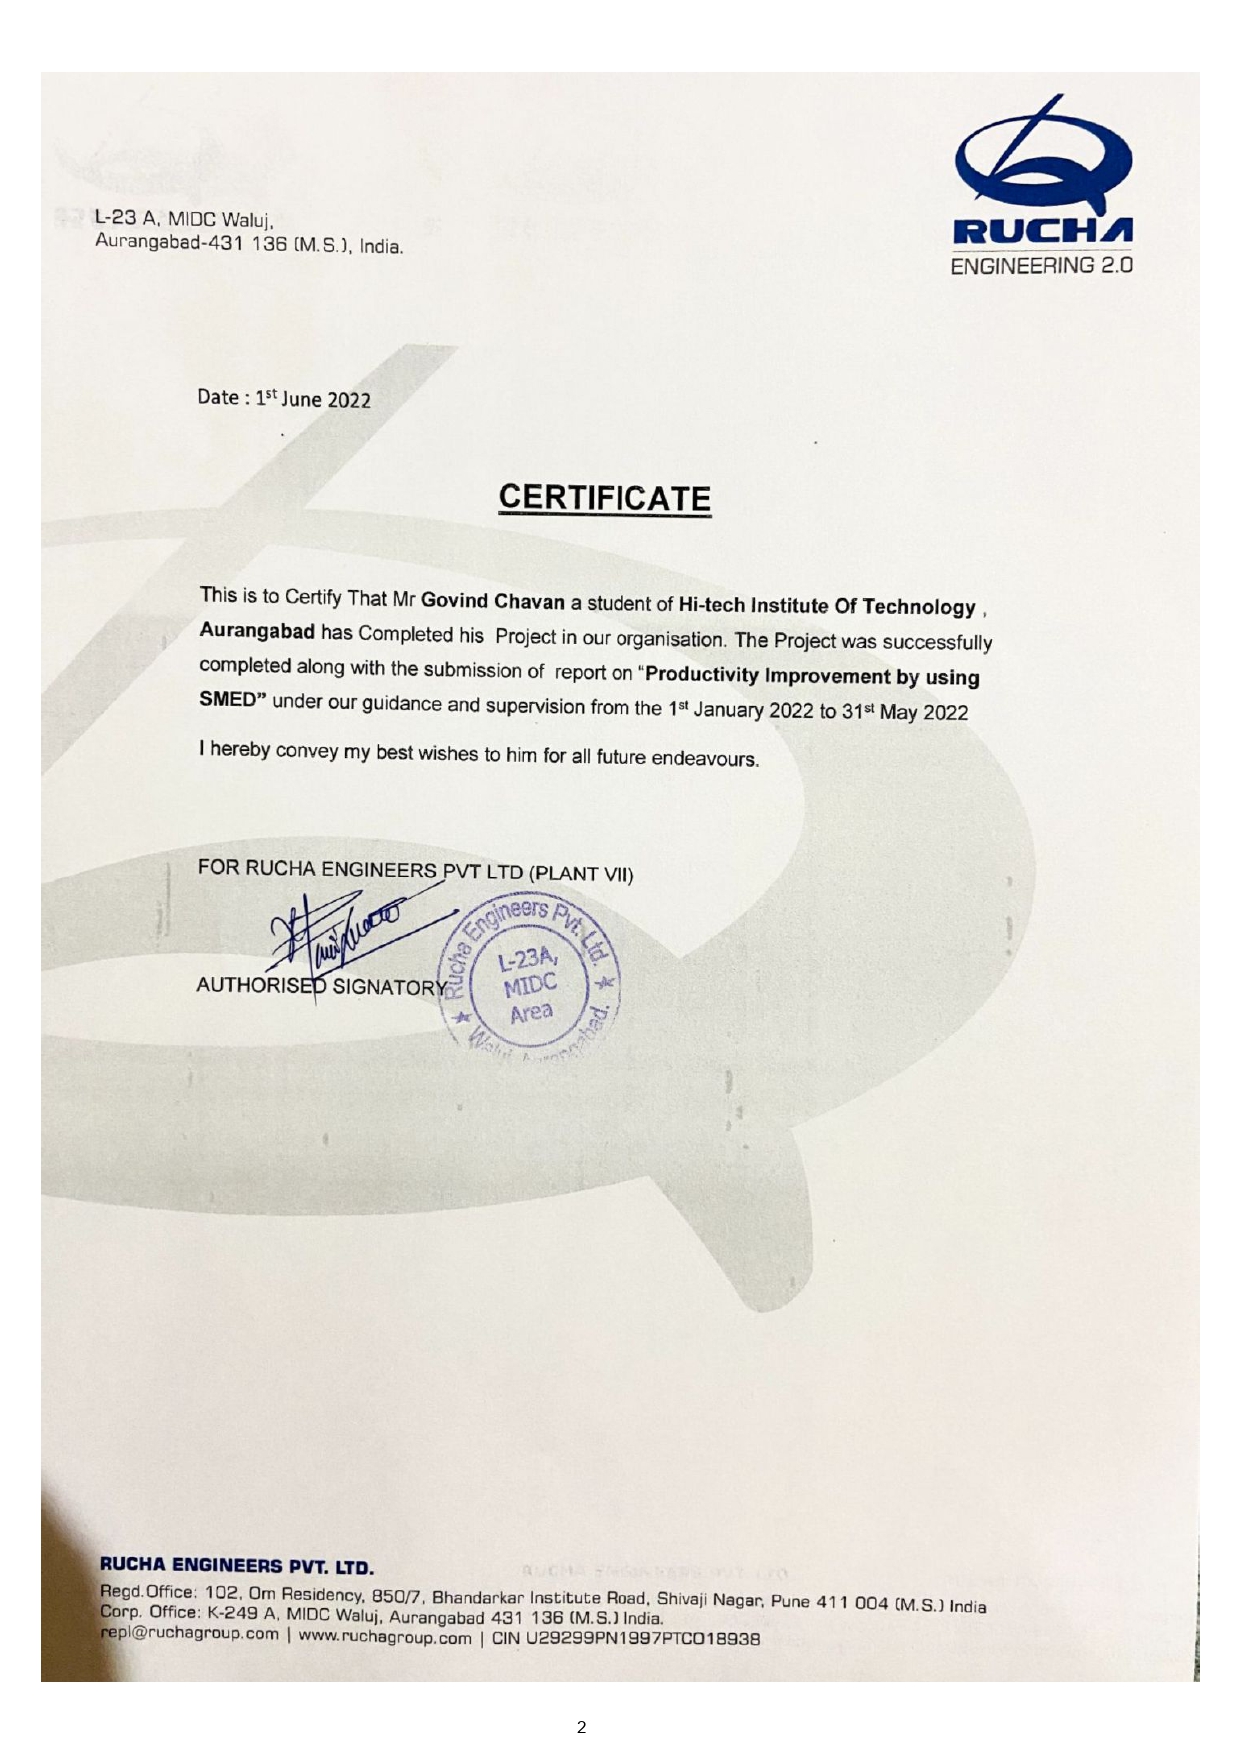 RUCHA
ENGINEERING 2.0
L-23 A, MIDC Waluj,
Aurangabad-431 136 (M.S.), India.
Date : 1st June 2022
CERTIFICATE
This is to Certify That Mr Govind Chavan a student of Hi-tech Institute Of Technology ,
Aurangabad has Completed his Project in our organisation. The Project was successfully
completed along with the submission of report on “Productivity Improvement by using
SMED” under our guidance and supervision from the 1st January 2022 to 31st May 2022
I hereby convey my best wishes to him for all future endeavours.
FOR RUCHA ENGINEERS PVT LTD (PLANT VII)
AUTHORISED SIGNATORY
Rucha Engineers Pvt. Ltd.
L-23A,
MIDC
Area
Waluj, Aurangabad.
RUCHA ENGINEERS PVT. LTD.
Regd.Office: 102, Om Residency, 850/7, Bhandarkar Institute Road, Shivaji Nagar, Pune 411 004 (M.S.) India
Corp. Office: K-249 A, MIDC Waluj, Aurangabad 431 136 (M.S.) India.
repl@ruchagroup.com | www.ruchagroup.com | CIN U29299PN1997PTC018938
2